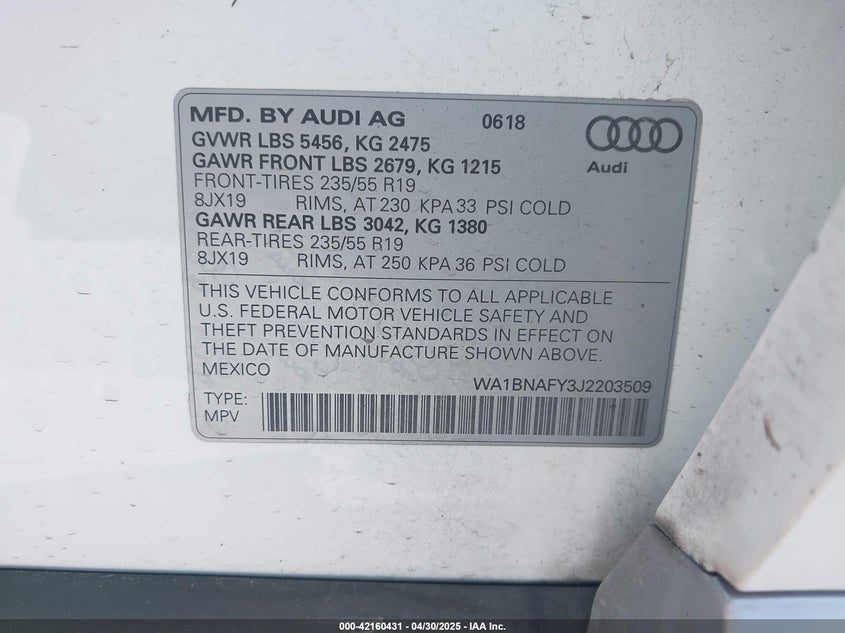 MFD. BY AUDI AG 0618
GVWR LBS 5456, KG 2475
GAWR FRONT LBS 2679, KG 1215
Audi
FRONT-TIRES 235/55 R19
8JX19 RIMS, AT 230 KPA 33 PSI COLD
GAWR REAR LBS 3042, KG 1380
REAR-TIRES 235/55 R19
8JX19 RIMS, AT 250 KPA 36 PSI COLD
THIS VEHICLE CONFORMS TO ALL APPLICABLE
U.S. FEDERAL MOTOR VEHICLE SAFETY AND
THEFT PREVENTION STANDARDS IN EFFECT ON
THE DATE OF MANUFACTURE SHOWN ABOVE.
MEXICO
WA1BNAFY3J2203509
TYPE:
MPV
000-42160431 - 04/30/2025 - IAA Inc.